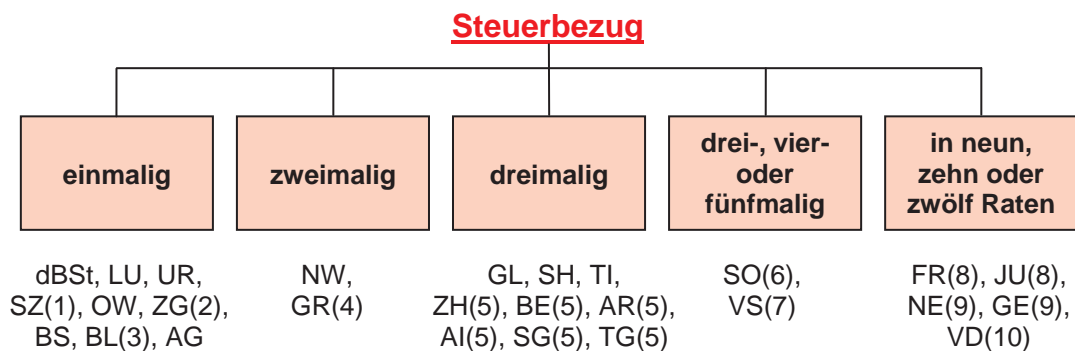 Steuerbezug
einmalig
zweimalig
dreimalig
drei-, vier-
oder
fünfmalig
in neun,
zehn oder
zwölf Raten
dBSt, LU, UR,
SZ(1), OW, ZG(2),
BS, BL(3), AG
NW,
GR(4)
GL, SH, TI,
ZH(5), BE(5), AR(5),
AI(5), SG(5), TG(5)
SO(6),
VS(7)
FR(8), JU(8),
NE(9), GE(9),
VD(10)